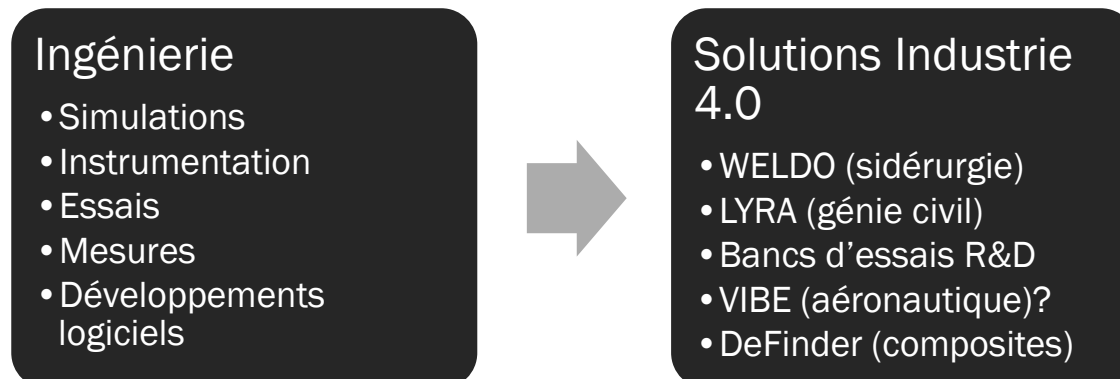 Ingénierie
•Simulations
•Instrumentation
•Essais
•Mesures
•Développements
logiciels
Solutions Industrie
4.0
•WELDO (sidérurgie)
•LYRA (génie civil)
•Bancs d’essais R&D
•VIBE (aéronautique)?
•DeFinder (composites)